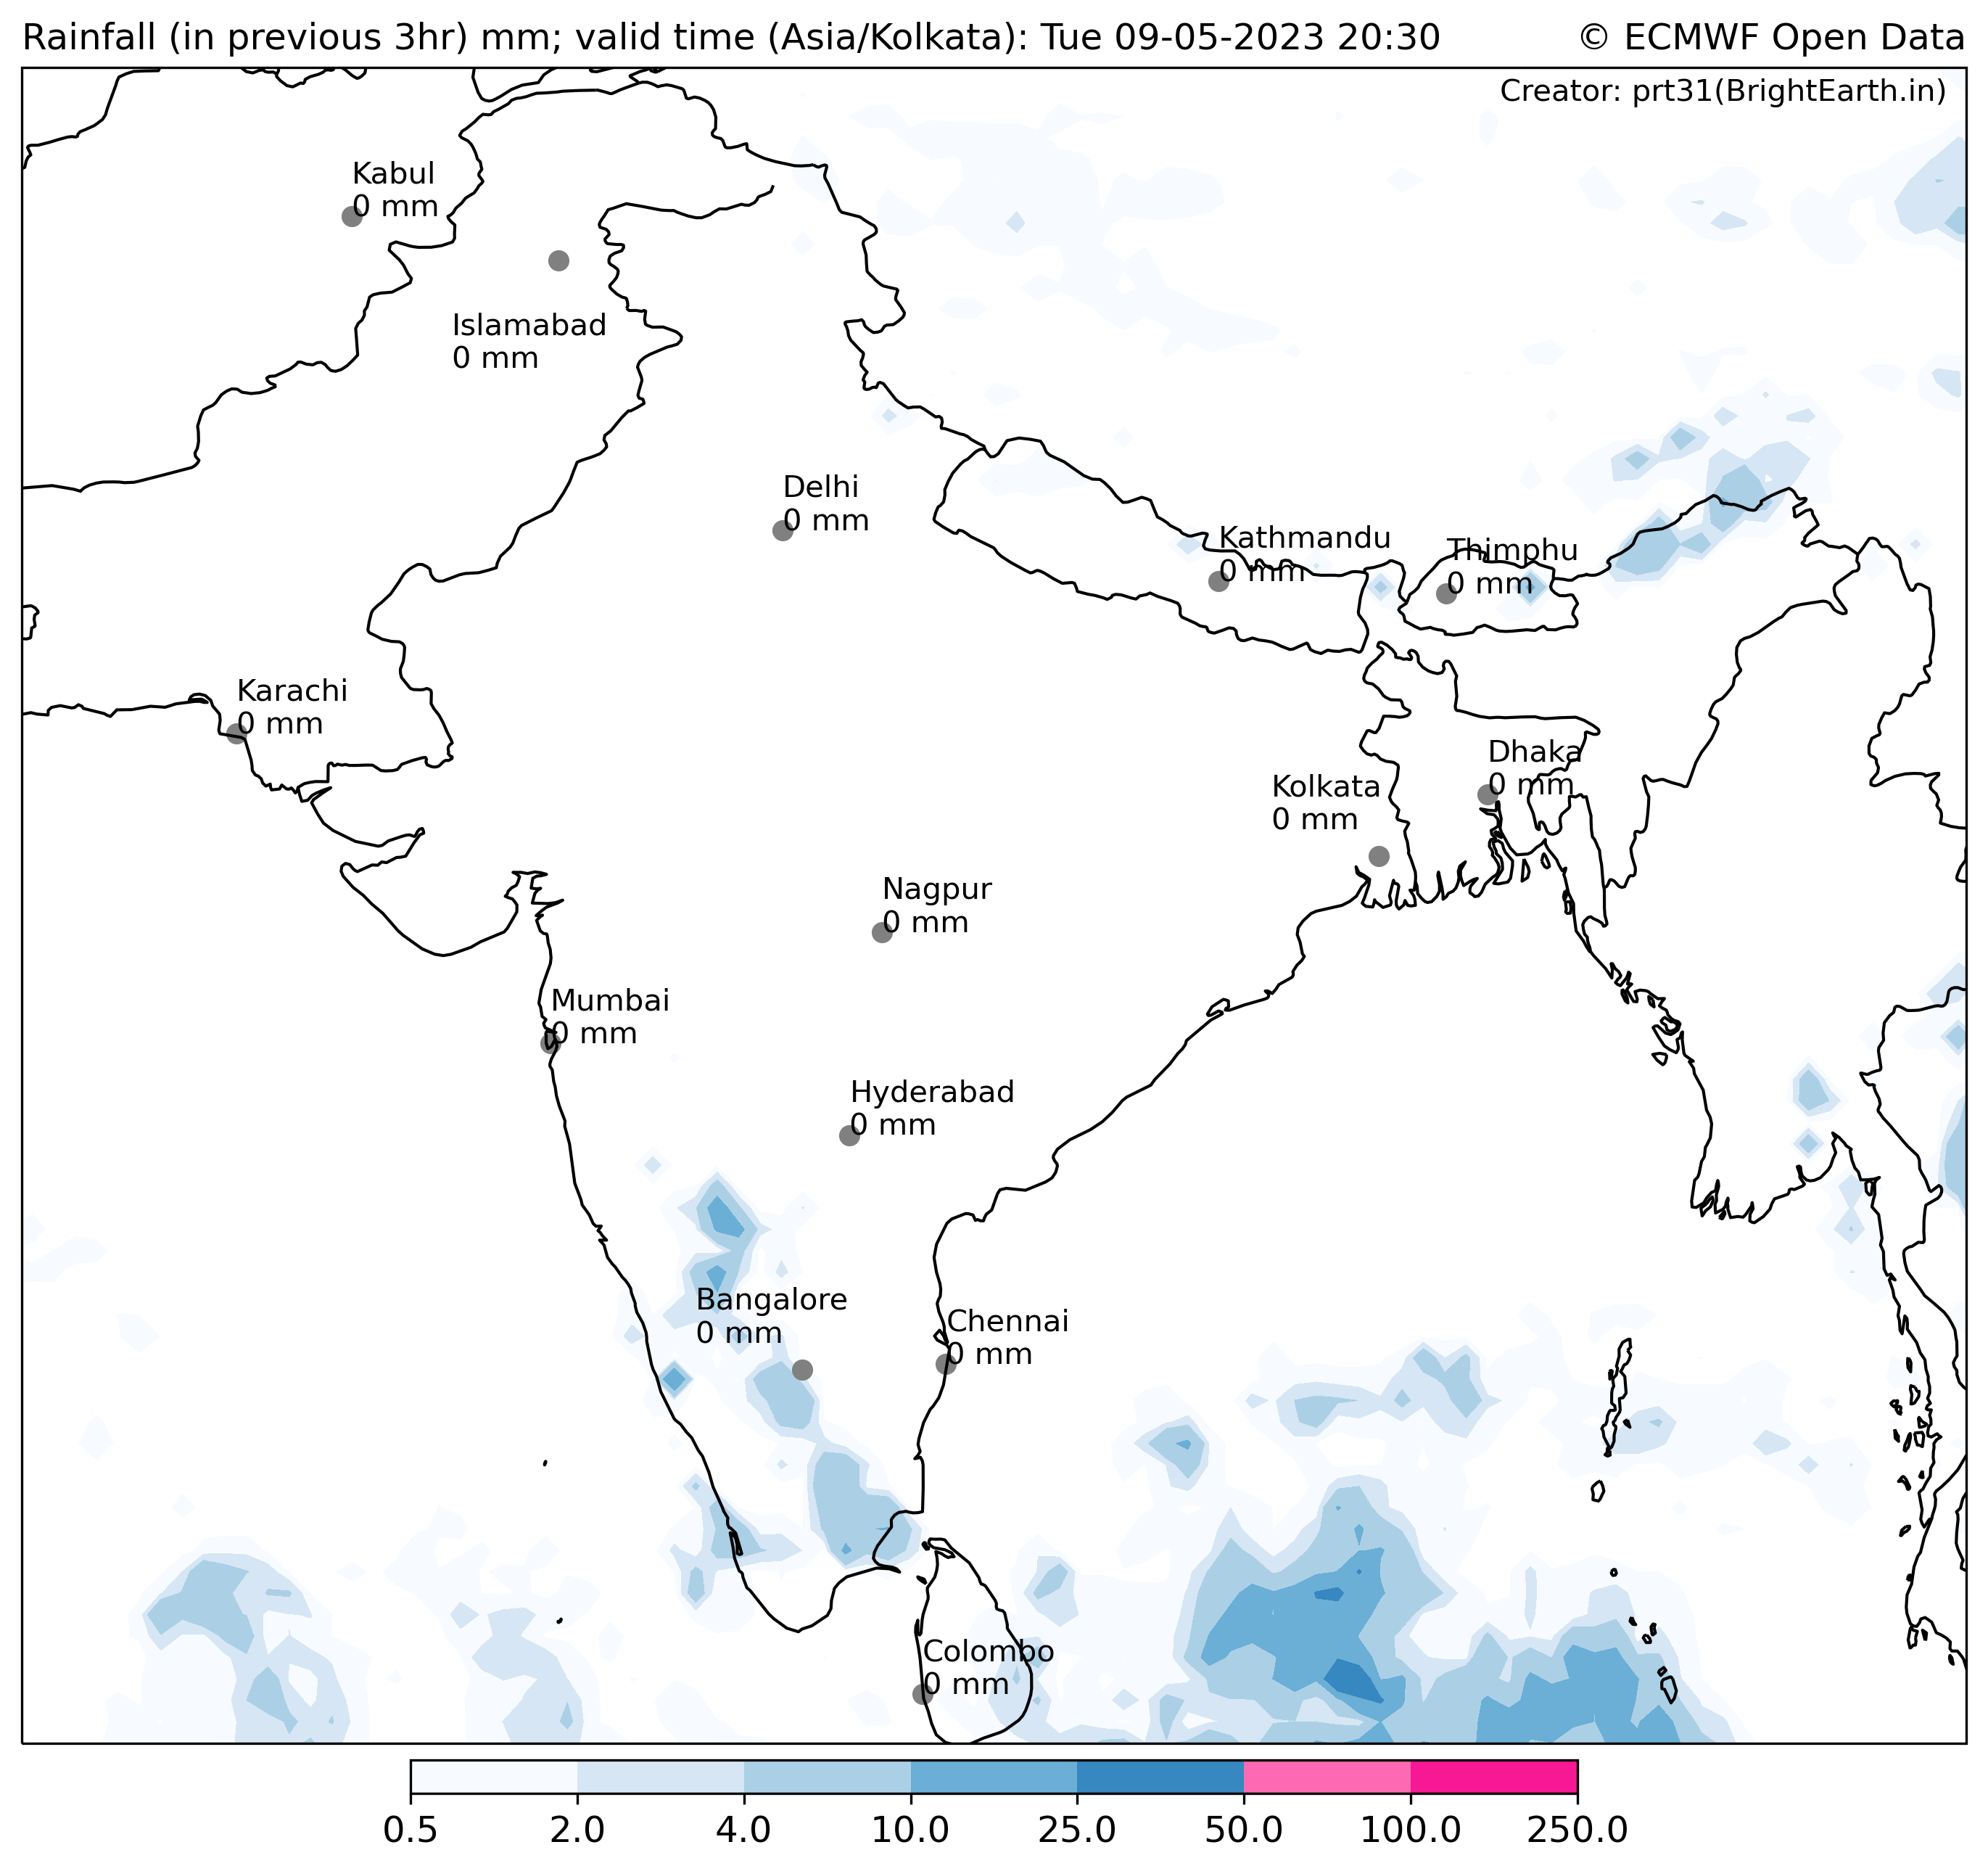 Rainfall (in previous 3hr) mm; valid time (Asia/Kolkata): Tue 09-05-2023 20:30
© ECMWF Open Data
Creator: prt31(BrightEarth.in)
Kabul
0 mm
Islamabad
0 mm
Delhi
0 mm
Kathmandu
0 mm
Thimphu
0 mm
Karachi
0 mm
Dhaka
0 mm
Kolkata
0 mm
Nagpur
0 mm
Mumbai
0 mm
Hyderabad
0 mm
Bangalore
0 mm
Chennai
0 mm
Colombo
0 mm
0.5 2.0 4.0 10.0 25.0 50.0 100.0 250.0